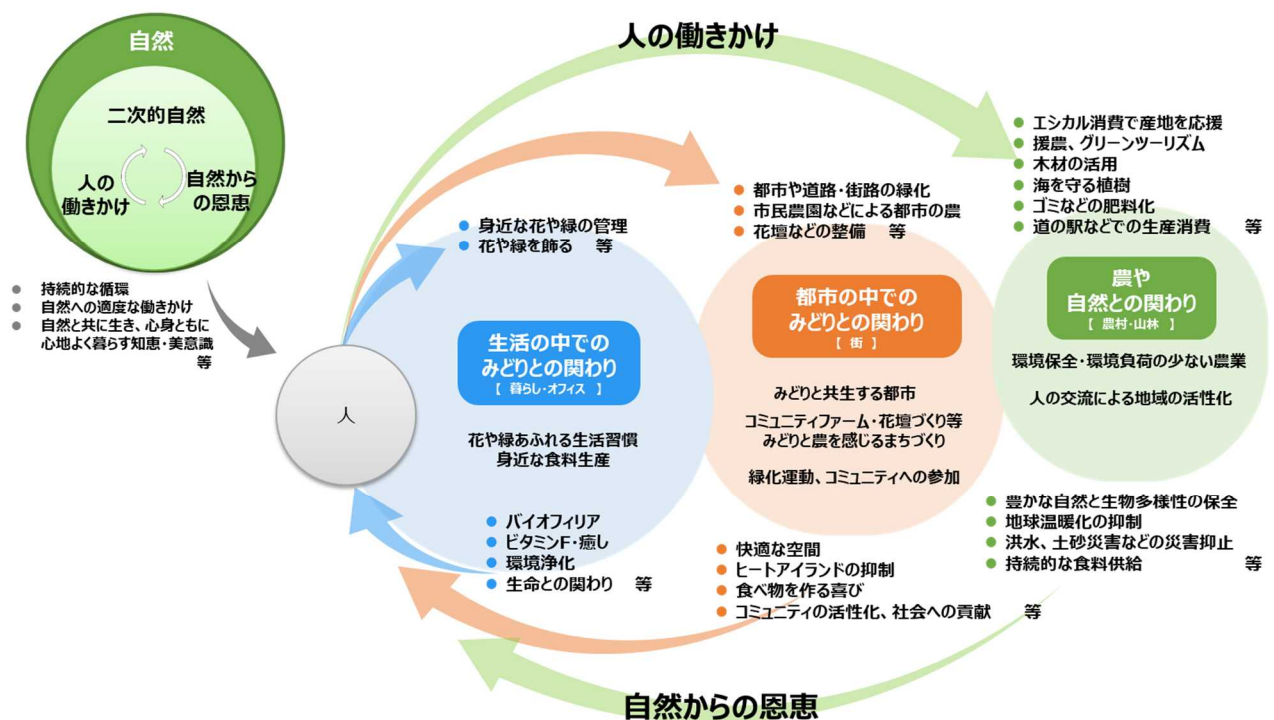 自然
二次的自然
人の
働きかけ
自然から
の恩恵
● 持続的な循環
● 自然への適度な働きかけ
● 自然と共に生き、心身ともに
心地よく暮らす知恵・美意識
等
人
人の働きかけ
● 身近な花や緑の管理
● 花や緑を飾る 等
生活の中での
みどりとの関わり
【 暮らし・オフィス 】
花や緑あふれる生活習慣
身近な食料生産
● バイオフィリア
● ビタミンF・癒し
● 環境浄化
● 生命との関わり 等
● 都市や道路・街路の緑化
● 市民農園などによる都市の農
● 花壇などの整備 等
都市の中での
みどりとの関わり
【 街 】
みどりと共生する都市
コミュニティファーム・花壇づくり等
みどりと農を感じるまちづくり
緑化運動、コミュニティへの参加
● 快適な空間
● ヒートアイランドの抑制
● 食べ物を作る喜び
● コミュニティの活性化、社会への貢献 等
● エシカル消費で産地を応援
● 援農、グリーンツーリズム
● 木材の活用
● 海を守る植樹
● ゴミなどの肥料化
● 道の駅などでの生産消費 等
農や
自然との関わり
【 農村・山林 】
環境保全・環境負荷の少ない農業
人の交流による地域の活性化
● 豊かな自然と生物多様性の保全
● 地球温暖化の抑制
● 洪水、土砂災害などの災害抑止
● 持続的な食料供給 等
自然からの恩恵